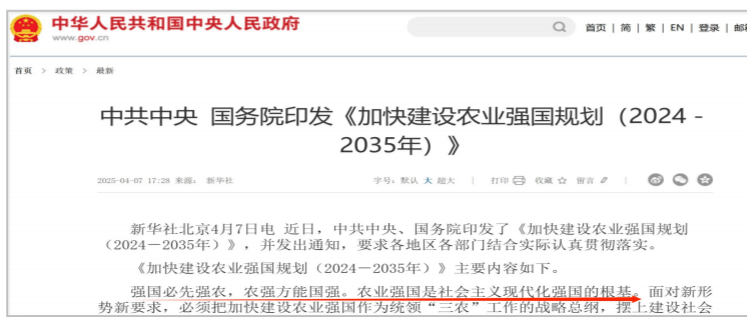 中华人民共和国中央人民政府
www.gov.cn
首页 | 简 | 繁 | EN | 登录 | 邮箱
首页 > 政策 > 最新
中共中央 国务院印发《加快建设农业强国规划（2024－
2035年）》
2025-04-07 17:28 来源： 新华社
字号：默认 大 超大 | 打印 收藏 留言 |
新华社北京4月7日电 近日，中共中央、国务院印发了《加快建设农业强国规划
（2024—2035年）》，并发出通知，要求各地区各部门结合实际认真贯彻落实。
《加快建设农业强国规划（2024—2035年）》主要内容如下。
强国必先强农，农强方能国强。农业强国是社会主义现代化强国的根基。面对新形
势新要求，必须把加快建设农业强国作为统领“三农”工作的战略总纲，摆上建设社会